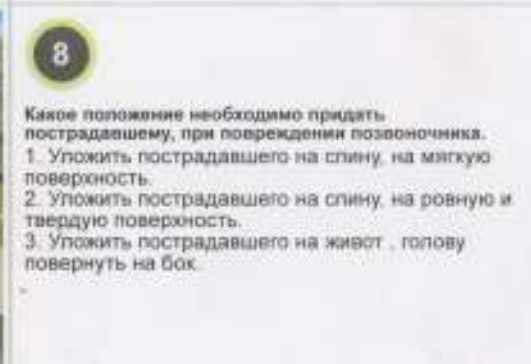 8
Какое положение необходимо придать
пострадавшему, при повреждении позвоночника.
1. Уложить пострадавшего на спину, на мягкую
поверхность.
2. Уложить пострадавшего на спину, на ровную и
твердую поверхность.
3. Уложить пострадавшего на живот , голову
повернуть на бок.